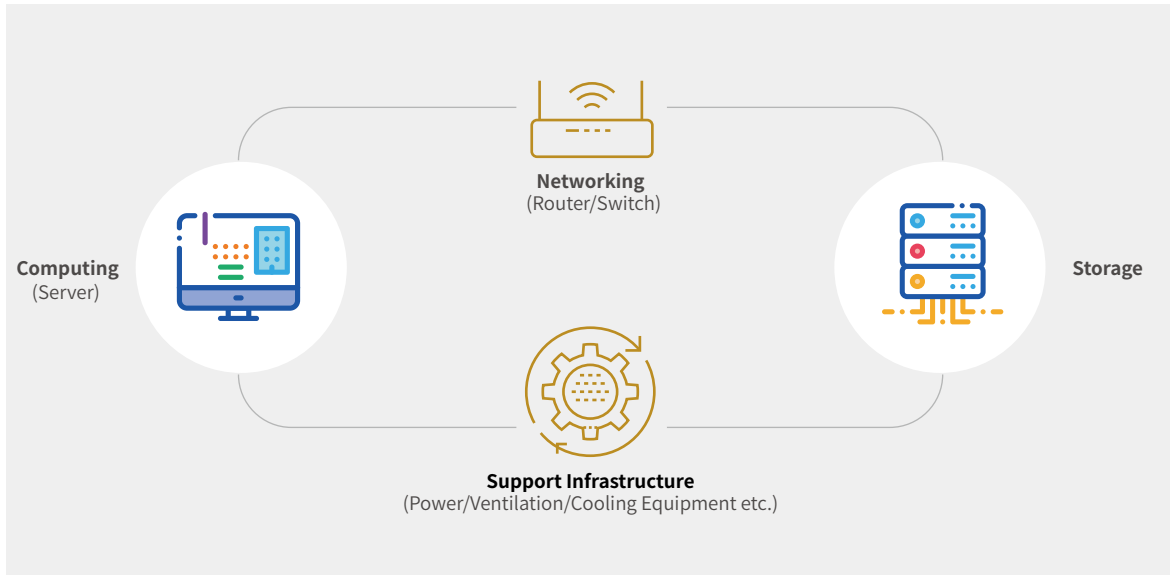 Networking
(Router/Switch)
Computing
(Server)
Storage
Support Infrastructure
(Power/Ventilation/Cooling Equipment etc.)